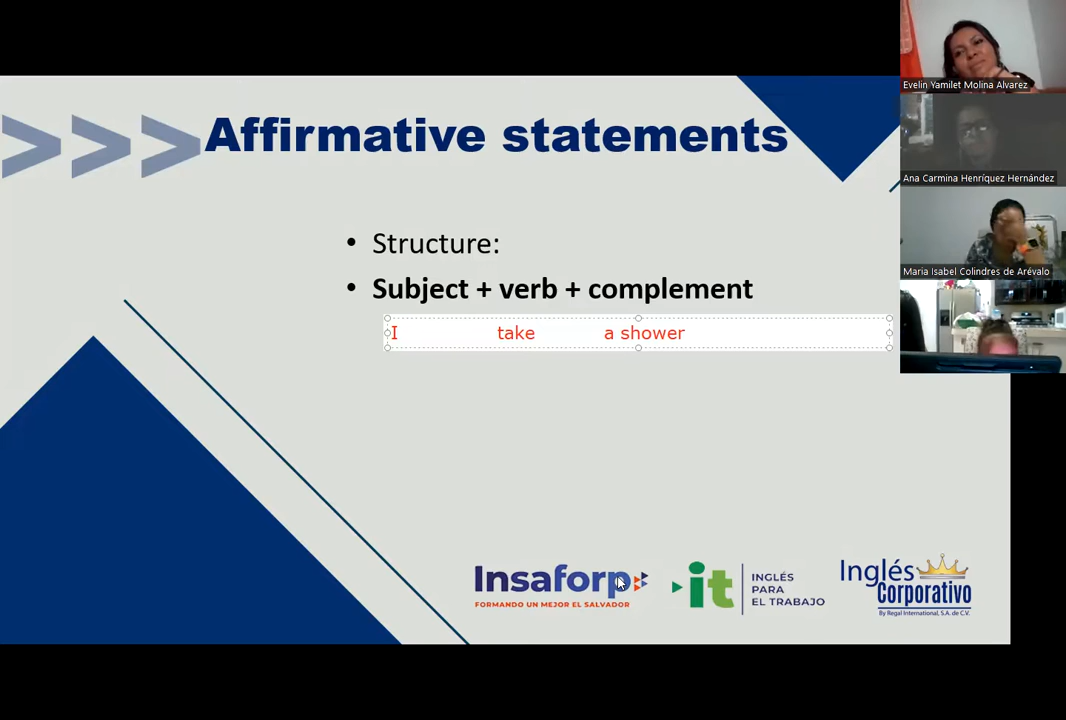 >>> Affirmative statements
• Structure:
• Subject + verb + complement
I take a shower
Insaforp
FORMANDO UN MEJOR EL SALVADOR
it
INGLÉS
PARA
EL TRABAJO
Inglés
Corporativo
By Regal International, S.A. de C.V.
Evelin Yamilet Molina Alvarez
Ana Carmina Henríquez Hernández
Maria Isabel Colindres de Arévalo